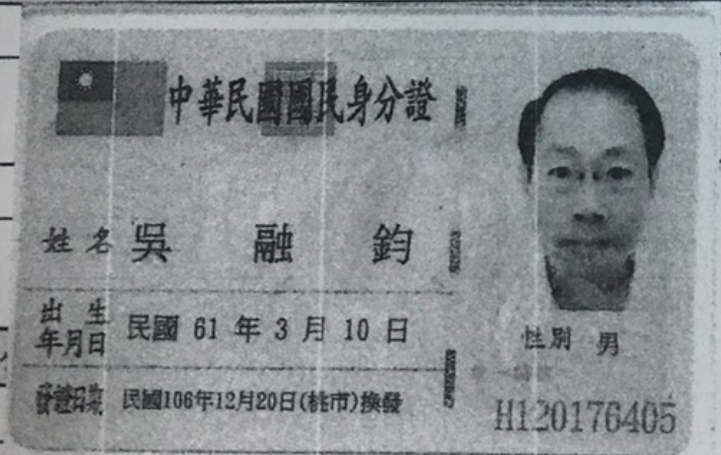 中華民國國民身分證
姓名 吳融鈞
出生年月日 民國 61 年 3 月 10 日
性別 男
發證日期 民國106年12月20日(桃市)換發
H120176405